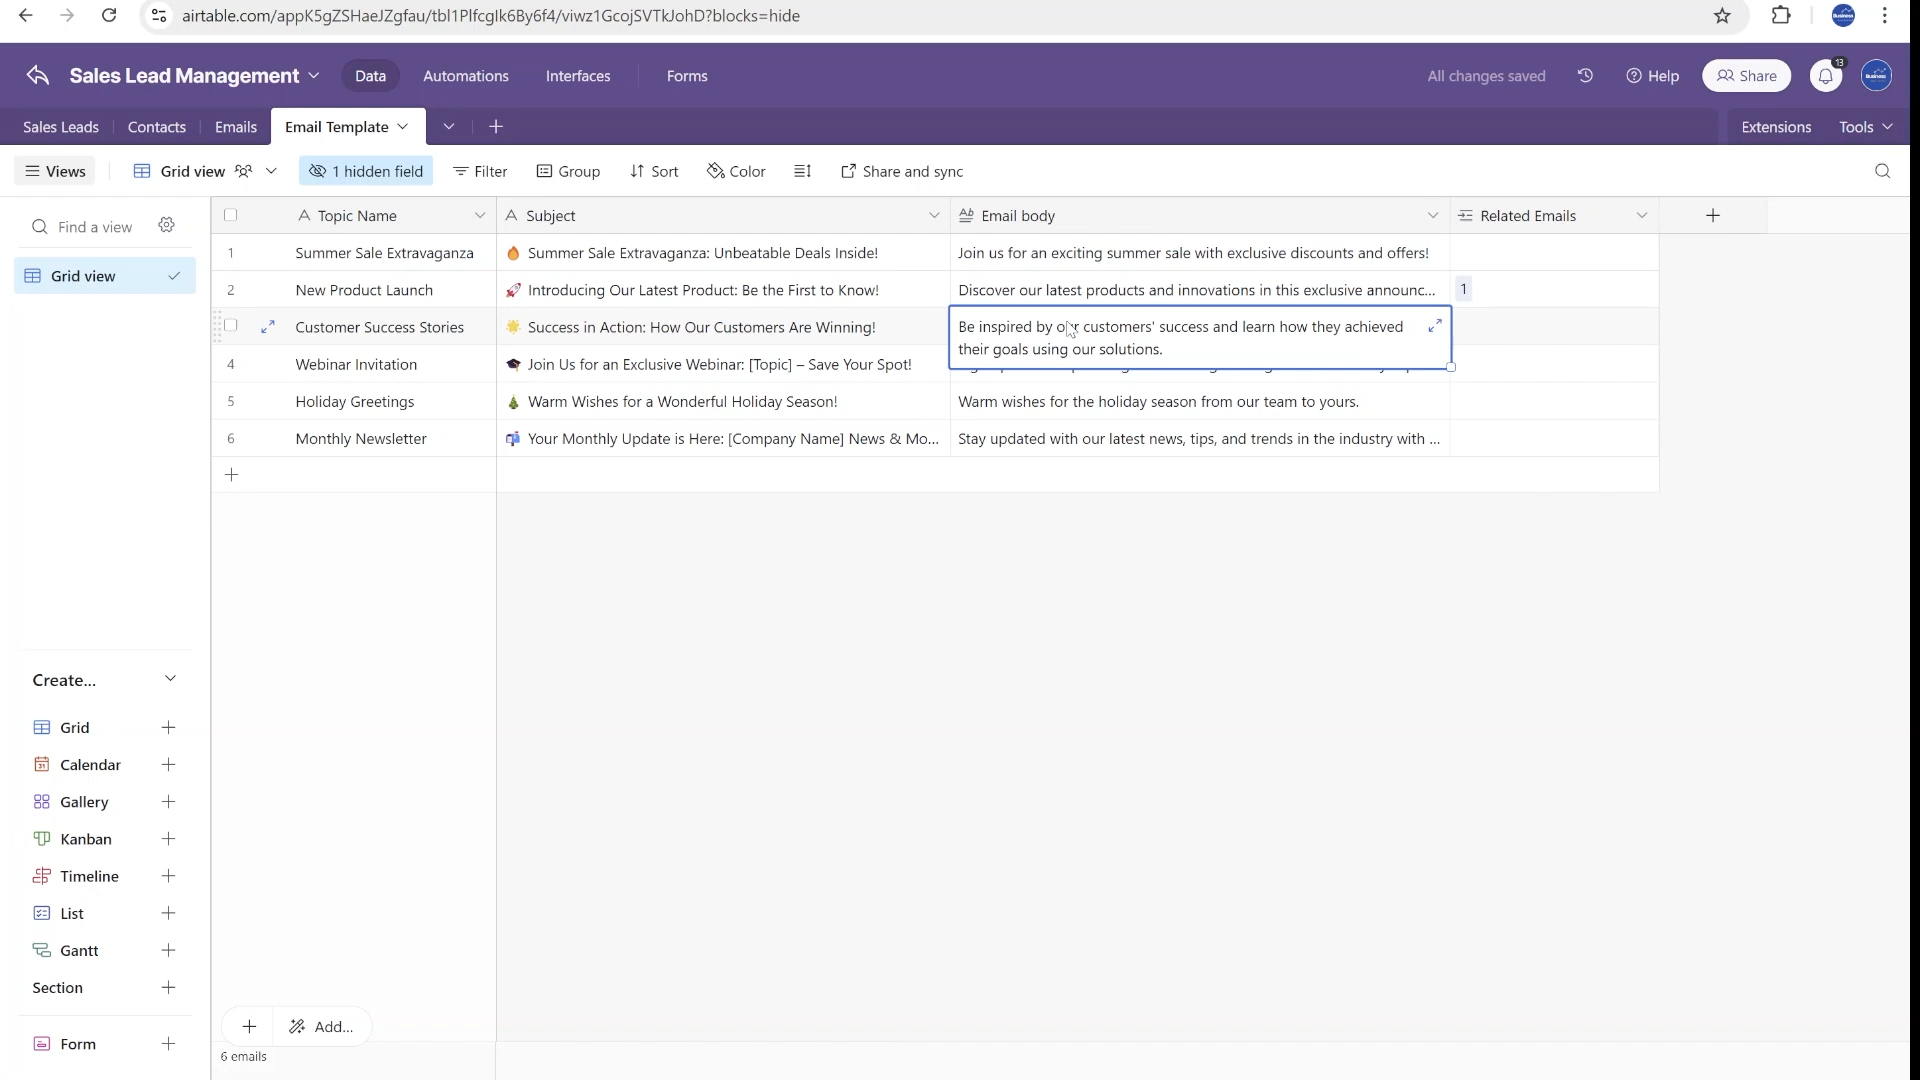 airtable.com/appK5gZSHaeJZgfau/tbl1PlfcgIk6By6f4/viwz1GcojSVTkJohD?blocks=hide
Sales Lead Management Data Automations Interfaces Forms All changes saved Help Share 13
Sales Leads Contacts Emails Email Template Extensions Tools
Views Grid view 1 hidden field Filter Group Sort Color Share and sync
Find a view
Grid view
Topic Name Subject Email body Related Emails
1 Summer Sale Extravaganza 🔥 Summer Sale Extravaganza: Unbeatable Deals Inside! Join us for an exciting summer sale with exclusive discounts and offers!
2 New Product Launch 🚀 Introducing Our Latest Product: Be the First to Know! Discover our latest products and innovations in this exclusive announc... 1
Customer Success Stories 🌟 Success in Action: How Our Customers Are Winning! Be inspired by our customers' success and learn how they achieved
their goals using our solutions.
4 Webinar Invitation 🎓 Join Us for an Exclusive Webinar: [Topic] – Save Your Spot!
5 Holiday Greetings 🎄 Warm Wishes for a Wonderful Holiday Season! Warm wishes for the holiday season from our team to yours.
6 Monthly Newsletter 📬 Your Monthly Update is Here: [Company Name] News & Mo... Stay updated with our latest news, tips, and trends in the industry with ...
Create...
Grid
Calendar
Gallery
Kanban
Timeline
List
Gantt
Section
Form
Add...
6 emails